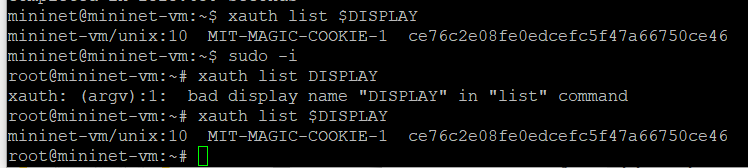 mininet@mininet-vm:~$ xauth list $DISPLAY
mininet-vm/unix:10  MIT-MAGIC-COOKIE-1  ce76c2e08fe0edcefc5f47a66750ce46
mininet@mininet-vm:~$ sudo -i
root@mininet-vm:~# xauth list DISPLAY
xauth: (argv):1:  bad display name "DISPLAY" in "list" command
root@mininet-vm:~# xauth list $DISPLAY
mininet-vm/unix:10  MIT-MAGIC-COOKIE-1  ce76c2e08fe0edcefc5f47a66750ce46
root@mininet-vm:~#